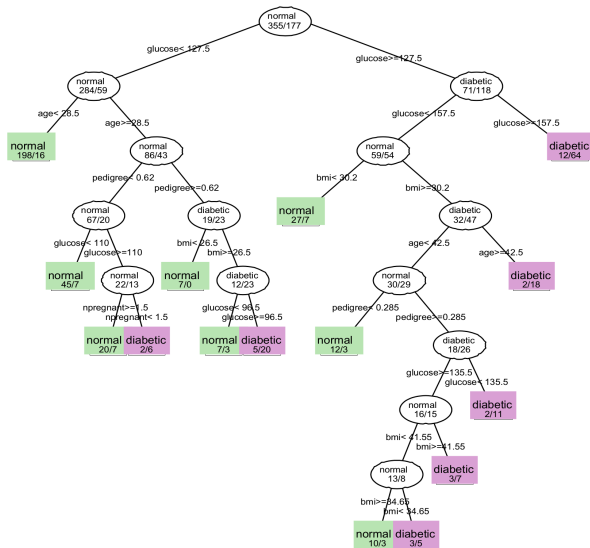 normal
355/177
glucose< 127.5
glucose>=127.5
normal
284/59
diabetic
71/118
age< 28.5
age>=28.5
glucose< 157.5
glucose>=157.5
normal
198/16
normal
86/43
normal
59/54
diabetic
12/64
pedigree< 0.62
pedigree>=0.62
bmi< 30.2
bmi>=30.2
normal
67/20
diabetic
19/23
normal
27/7
diabetic
32/47
glucose< 110
glucose>=110
bmi< 26.5
bmi>=26.5
age< 42.5
age>=42.5
normal
45/7
normal
22/13
normal
7/0
diabetic
12/23
normal
30/29
diabetic
2/18
npregnant>=1.5
npregnant< 1.5
glucose< 96.5
glucose>=96.5
pedigree< 0.285
pedigree>=0.285
normal
20/7
diabetic
2/6
normal
7/3
diabetic
5/20
normal
12/3
diabetic
18/26
glucose>=135.5
glucose< 135.5
normal
16/15
diabetic
2/11
bmi< 41.55
bmi>=41.55
normal
13/8
diabetic
3/7
bmi>=34.65
bmi< 34.65
normal
10/3
diabetic
3/5